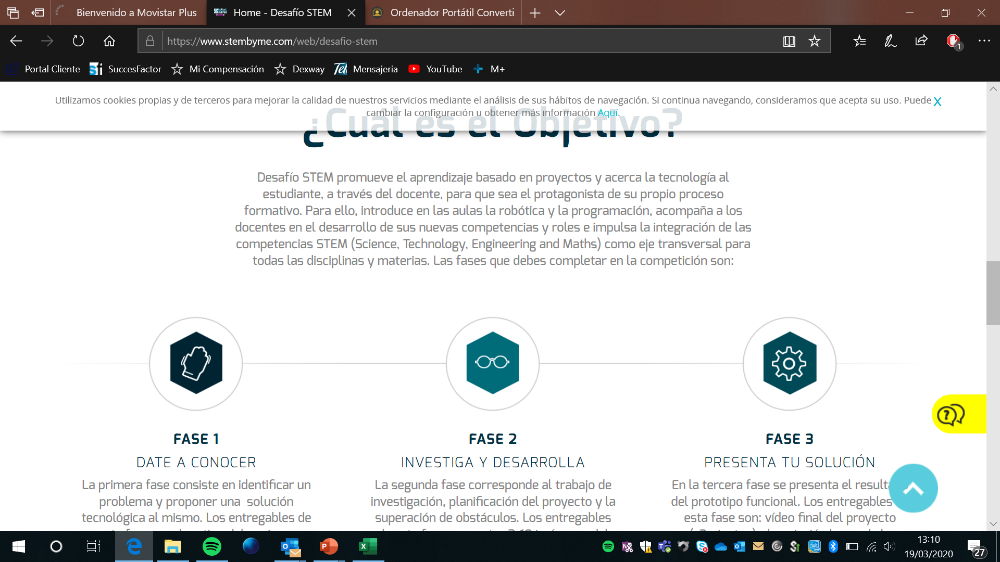 Bienvenido a Movistar Plus
Home - Desafío STEM
Ordenador Portátil Converti
https://www.stembyme.com/web/desafio-stem
1
Portal Cliente
sf SuccesFactor
Mi Compensación
Dexway
Tel Mensajeria
YouTube
M+
Utilizamos cookies propias y de terceros para mejorar la calidad de nuestros servicios mediante el análisis de sus hábitos de navegación. Si continua navegando, consideramos que acepta su uso. Puede X
cambiar la configuración u obtener más información Aquí.
¿Cuál es el Objetivo?
Desafío STEM promueve el aprendizaje basado en proyectos y acerca la tecnología al
estudiante, a través del docente, para que sea el protagonista de su propio proceso
formativo. Para ello, introduce en las aulas la robótica y la programación, acompaña a los
docentes en el desarrollo de sus nuevas competencias y roles e impulsa la integración de las
competencias STEM (Science, Technology, Engineering and Maths) como eje transversal para
todas las disciplinas y materias. Las fases que debes completar en la competición son:
FASE 1
DATE A CONOCER
La primera fase consiste en identificar un
problema y proponer una solución
tecnológica al mismo. Los entregables de
FASE 2
INVESTIGA Y DESARROLLA
La segunda fase corresponde al trabajo de
investigación, planificación del proyecto y la
superación de obstáculos. Los entregables
FASE 3
PRESENTA TU SOLUCIÓN
En la tercera fase se presenta el result
del prototipo funcional. Los entregables
esta fase son: vídeo final del proyecto
13:10
19/03/2020
27